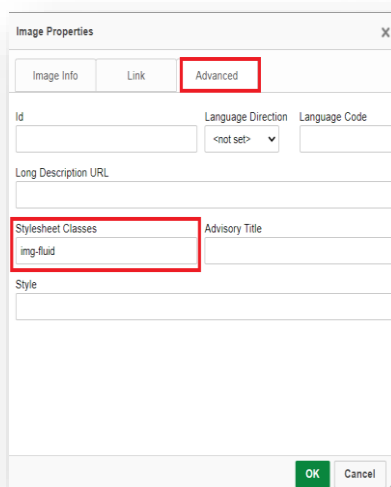 Image Properties X
Image Info Link Advanced
Id Language Direction Language Code
<not set>
Long Description URL
Stylesheet Classes Advisory Title
img-fluid
Style
OK Cancel